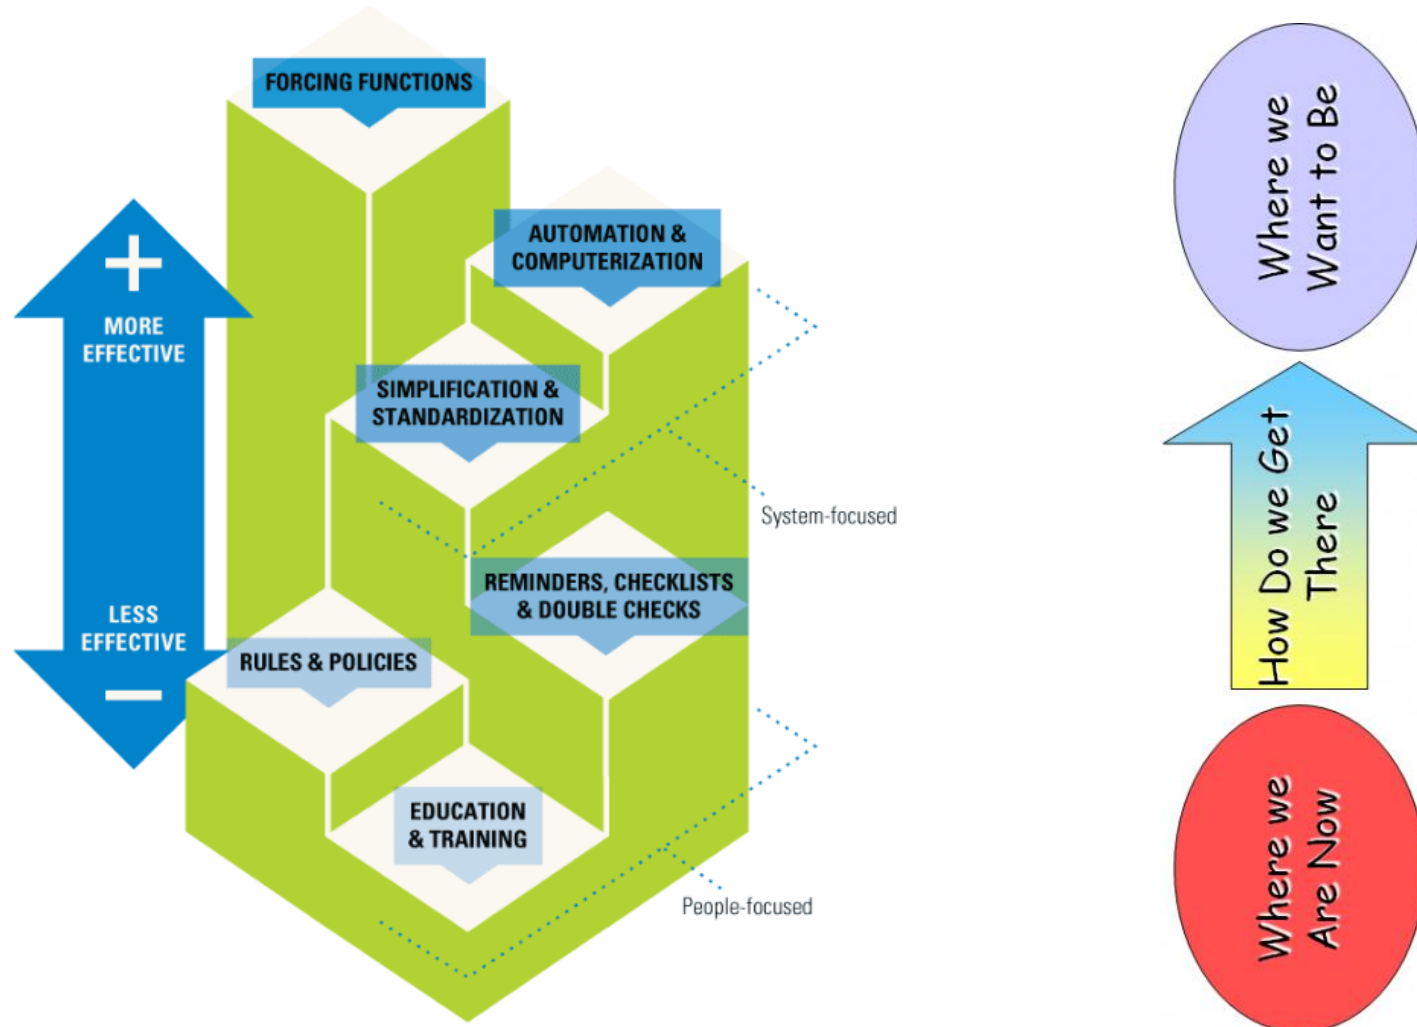 FORCING FUNCTIONS
AUTOMATION &
COMPUTERIZATION
+
MORE
EFFECTIVE
SIMPLIFICATION &
STANDARDIZATION
System-focused
REMINDERS, CHECKLISTS
& DOUBLE CHECKS
LESS
EFFECTIVE
−
RULES & POLICIES
EDUCATION
& TRAINING
People-focused
Where we
Want to Be
How Do we Get
There
Where we
Are Now